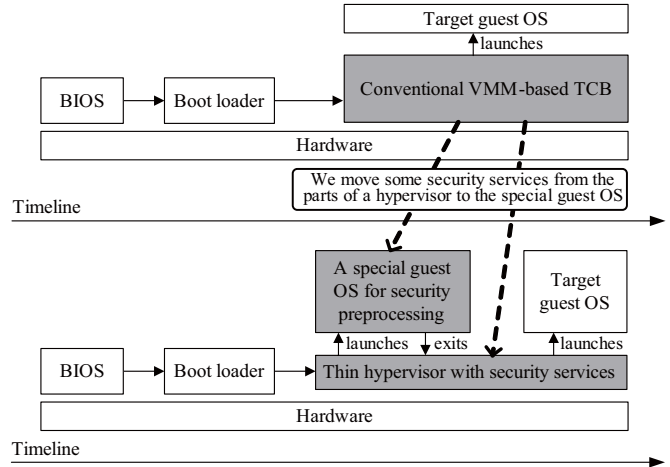 Target guest OS
launches
BIOS
Boot loader
Conventional VMM-based TCB
Hardware
We move some security services from the
parts of a hypervisor to the special guest OS
Timeline
A special guest
OS for security
preprocessing
Target
guest OS
launches
exits
launches
BIOS
Boot loader
Thin hypervisor with security services
Hardware
Timeline